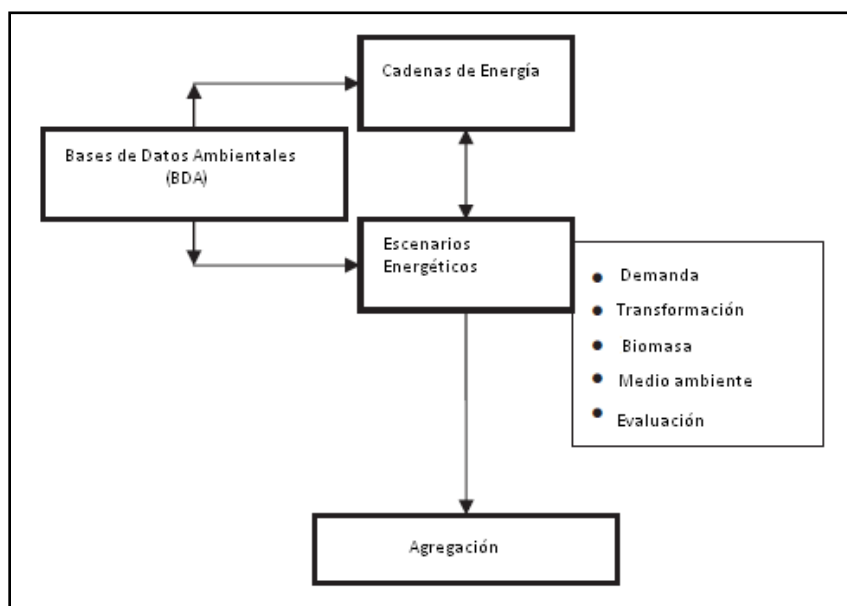 Cadenas de Energía
Bases de Datos Ambientales
(BDA)
Escenarios
Energéticos
Demanda
Transformación
Biomasa
Medio ambiente
Evaluación
Agregación